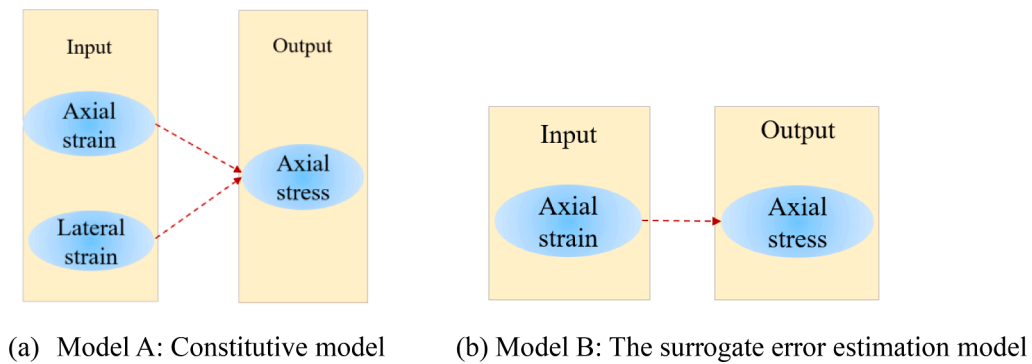 Input
Output
Axial
strain
Axial
stress
Lateral
strain
(a) Model A: Constitutive model
Input
Output
Axial
strain
Axial
stress
(b) Model B: The surrogate error estimation model